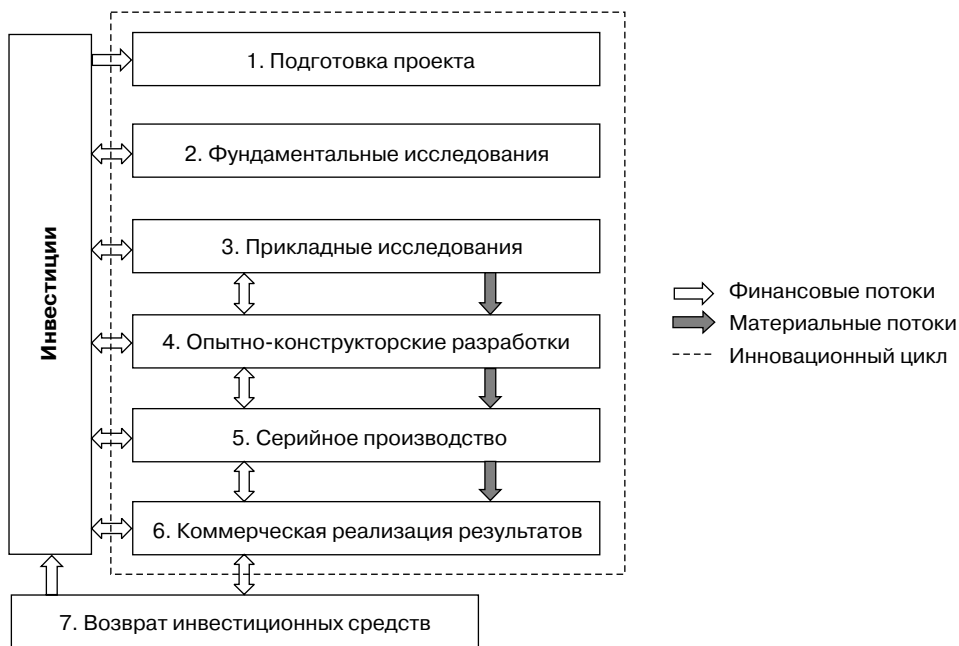 1. Подготовка проекта
2. Фундаментальные исследования
Инвестиции
3. Прикладные исследования
4. Опытно-конструкторские разработки
5. Серийное производство
6. Коммерческая реализация результатов
7. Возврат инвестиционных средств
Финансовые потоки
Материальные потоки
Инновационный цикл